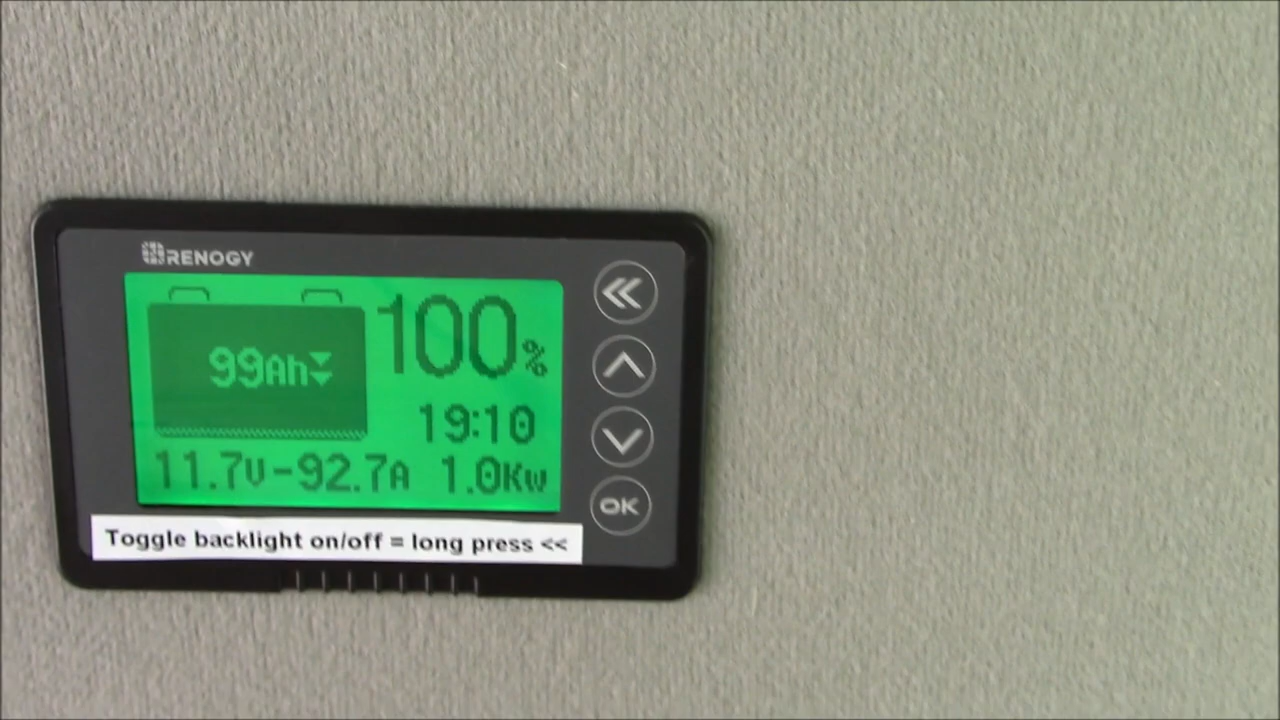 RENOGY
100%
99Ah
19:10
11.7V-92.7A 1.0Kw
OK
Toggle backlight on/off = long press <<